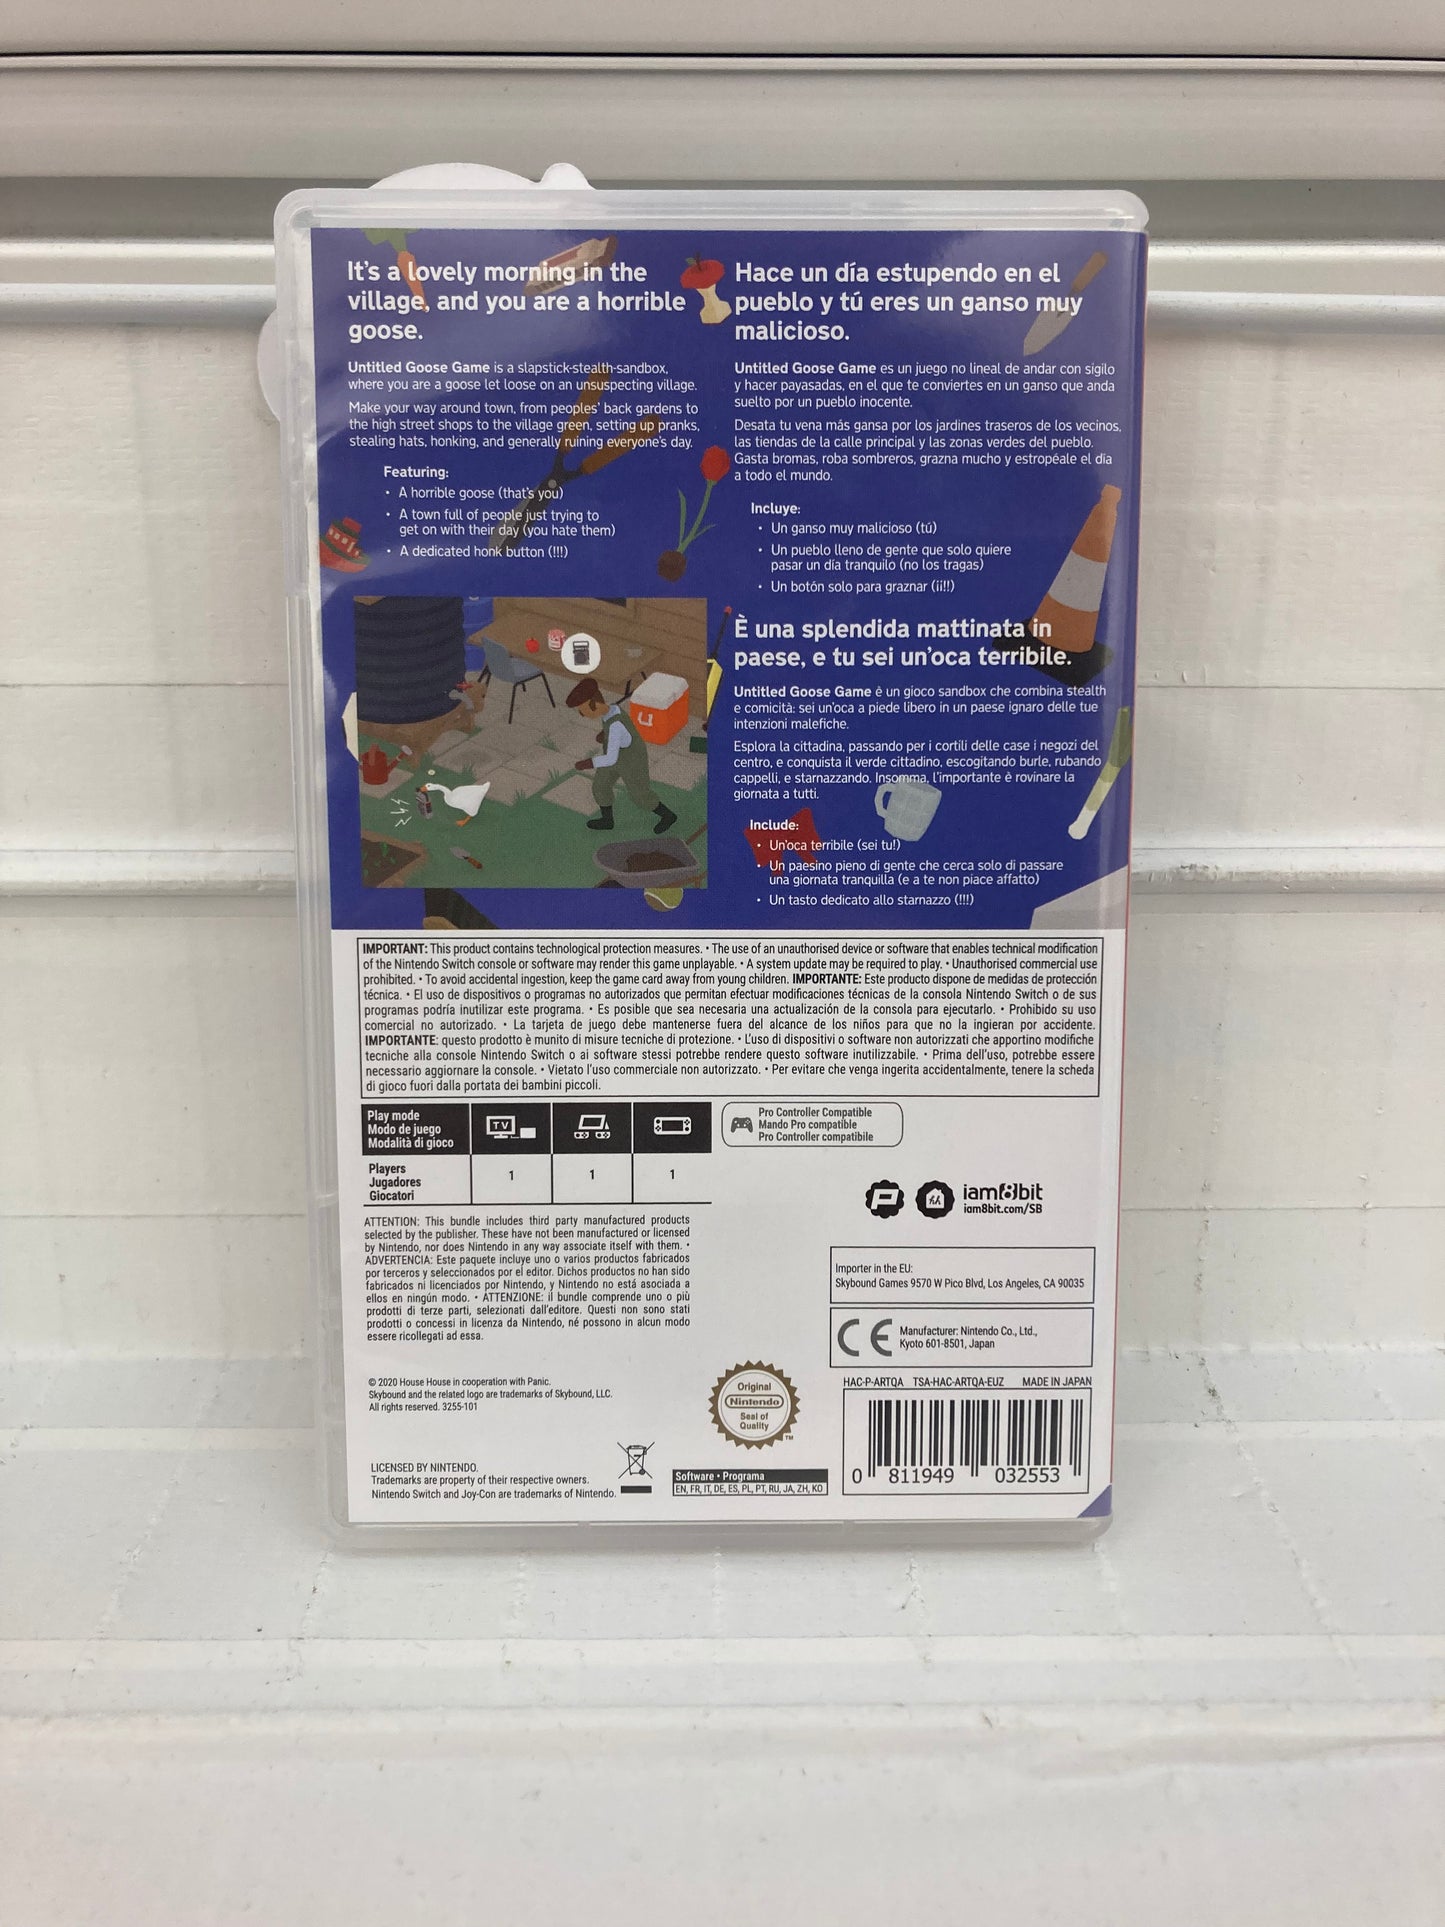 It's a lovely morning in the
village, and you are a horrible
goose.
Untitled Goose Game is a slapstick-stealth-sandbox,
where you are a goose let loose on an unsuspecting village.
Make your way around town, from peoples' back gardens to
the high street shops to the village green, setting up pranks,
stealing hats, honking, and generally ruining everyone's day.
Featuring:
• A horrible goose (that's you)
• A town full of people just trying to
get on with their day (you hate them)
• A dedicated honk button (!!!)
Hace un día estupendo en el
pueblo y tú eres un ganso muy
malicioso.
Untitled Goose Game es un juego no lineal de andar con sigilo
y hacer payasadas, en el que te conviertes en un ganso que anda
suelto por un pueblo inocente.
Desata tu vena más gansa por los jardines traseros de los vecinos,
las tiendas de la calle principal y las zonas verdes del pueblo.
Gasta bromas, roba sombreros, grazna mucho y estropéale el día
a todo el mundo.
Incluye:
• Un ganso muy malicioso (tú)
• Un pueblo lleno de gente que solo quiere
pasar un día tranquilo (no los tragas)
• Un botón solo para graznar (¡¡!!)
È una splendida mattinata in
paese, e tu sei un'oca terribile.
Untitled Goose Game è un gioco sandbox che combina stealth
e comicità: sei un'oca a piede libero in un paese ignaro delle tue
intenzioni malefiche.
Esplora la cittadina, passando per i cortili delle case i negozi del
centro, e conquista il verde cittadino, escogitando burle, rubando
cappelli, e starnazzando. Insomma, l'importante è rovinare la
giornata a tutti.
Include:
• Un'oca terribile (sei tu!)
• Un paesino pieno di gente che cerca solo di passare
una giornata tranquilla (e a te non piace affatto)
• Un tasto dedicato allo starnazzo (!!!)
IMPORTANT: This product contains technological protection measures. • The use of an unauthorised device or software that enables technical modification
of the Nintendo Switch console or software may render this game unplayable. • A system update may be required to play. • Unauthorised commercial use
prohibited. • To avoid accidental ingestion, keep the game card away from young children. IMPORTANTE: Este producto dispone de medidas de protección
técnica. • El uso de dispositivos o programas no autorizados que permitan efectuar modificaciones técnicas de la consola Nintendo Switch o de sus
programas podría inutilizar este programa. • Es posible que sea necesaria una actualización de la consola para ejecutarlo. • Prohibido su uso
comercial no autorizado. • La tarjeta de juego debe mantenerse fuera del alcance de los niños para que no la ingieran por accidente.
IMPORTANTE: questo prodotto è munito di misure tecniche di protezione. • L'uso di dispositivi o software non autorizzati che apportino modifiche
tecniche alla console Nintendo Switch o ai software stessi potrebbe rendere questo software inutilizzabile. • Prima dell'uso, potrebbe essere
necessario aggiornare la console. • Vietato l'uso commerciale non autorizzato. • Per evitare che venga ingerita accidentalmente, tenere la scheda
di gioco fuori dalla portata dei bambini piccoli.
Play mode
Modo de juego
Modalità di gioco
TV
Players
Jugadores
Giocatori
1 1 1
Pro Controller Compatible
Mando Pro compatible
Pro Controller compatibile
iam8bit
iam8bit.com/SB
ATTENTION: This bundle includes third party manufactured products
selected by the publisher. These have not been manufactured or licensed
by Nintendo, nor does Nintendo in any way associate itself with them. •
ADVERTENCIA: Este paquete incluye uno o varios productos fabricados
por terceros y seleccionados por el editor. Dichos productos no han sido
fabricados ni licenciados por Nintendo, y Nintendo no está asociada a
ellos en ningún modo. • ATTENZIONE: il bundle comprende uno o più
prodotti di terze parti, selezionati dall'editore. Questi non sono stati
prodotti o concessi in licenza da Nintendo, né possono in alcun modo
essere ricollegati ad essa.
Importer in the EU:
Skybound Games 9570 W Pico Blvd, Los Angeles, CA 90035
CE
Manufacturer: Nintendo Co., Ltd.,
Kyoto 601-8501, Japan
© 2020 House House in cooperation with Panic.
Skybound and the related logo are trademarks of Skybound, LLC.
All rights reserved. 3255-101
Original
Nintendo
Seal of
Quality
TM
HAC-P-ARTQA TSA-HAC-ARTQA-EUZ MADE IN JAPAN
0 811949 032553
LICENSED BY NINTENDO.
Trademarks are property of their respective owners.
Nintendo Switch and Joy-Con are trademarks of Nintendo.
Software • Programa
EN, FR, IT, DE, ES, PL, PT, RU, JA, ZH, KO